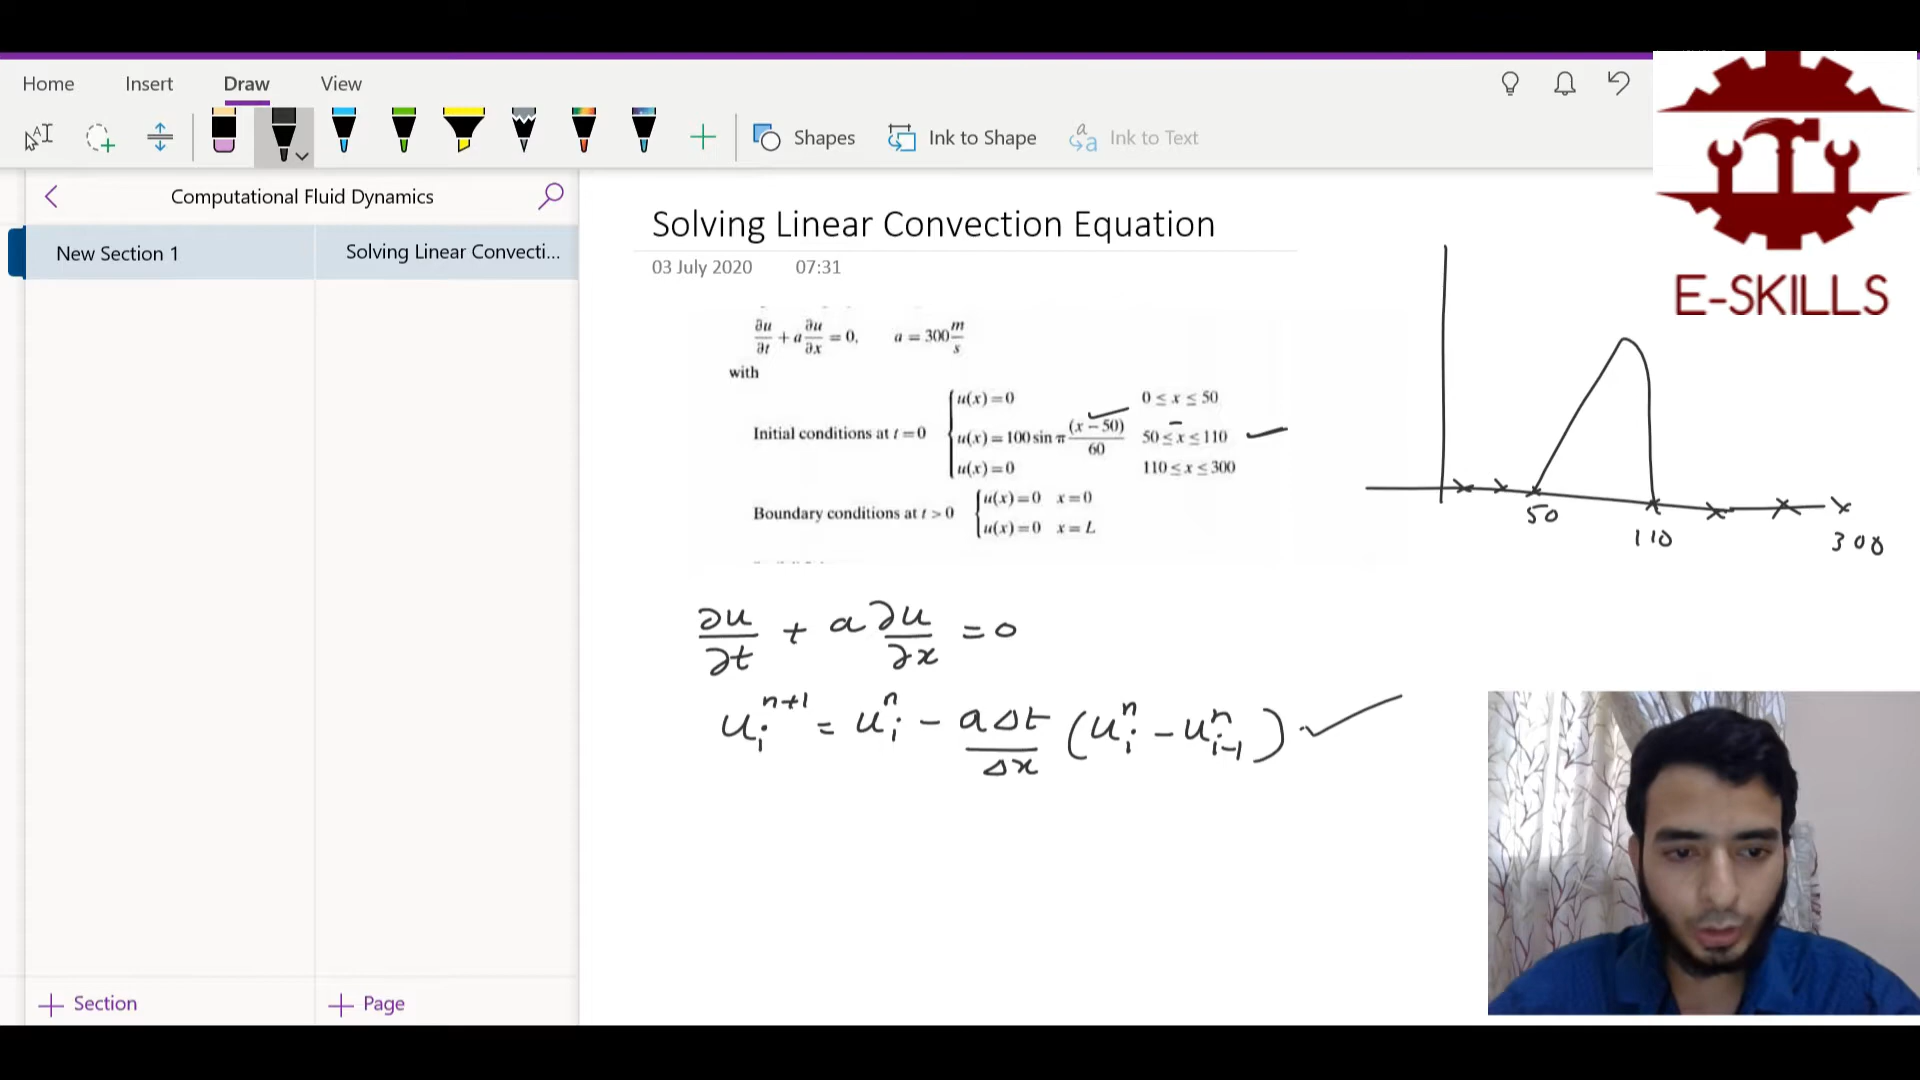 Home Insert Draw View
Shapes Ink to Shape Ink to Text
E-SKILLS
Computational Fluid Dynamics
New Section 1
Solving Linear Convecti...
Solving Linear Convection Equation
03 July 2020 07:31
∂u/∂t + a ∂u/∂x = 0, a = 300 m/s
with
Initial conditions at t = 0
u(x) = 0 0 ≤ x ≤ 50
u(x) = 100 sin π (x − 50)/60 50 ≤ x ≤ 110
u(x) = 0 110 ≤ x ≤ 300
Boundary conditions at t > 0
u(x) = 0 x = 0
u(x) = 0 x = L
50
110
300
∂u/∂t + a ∂u/∂x = 0
u_i^{n+1} = u_i^n − aΔt/Δx (u_i^n − u_{i-1}^n)
+ Section
+ Page